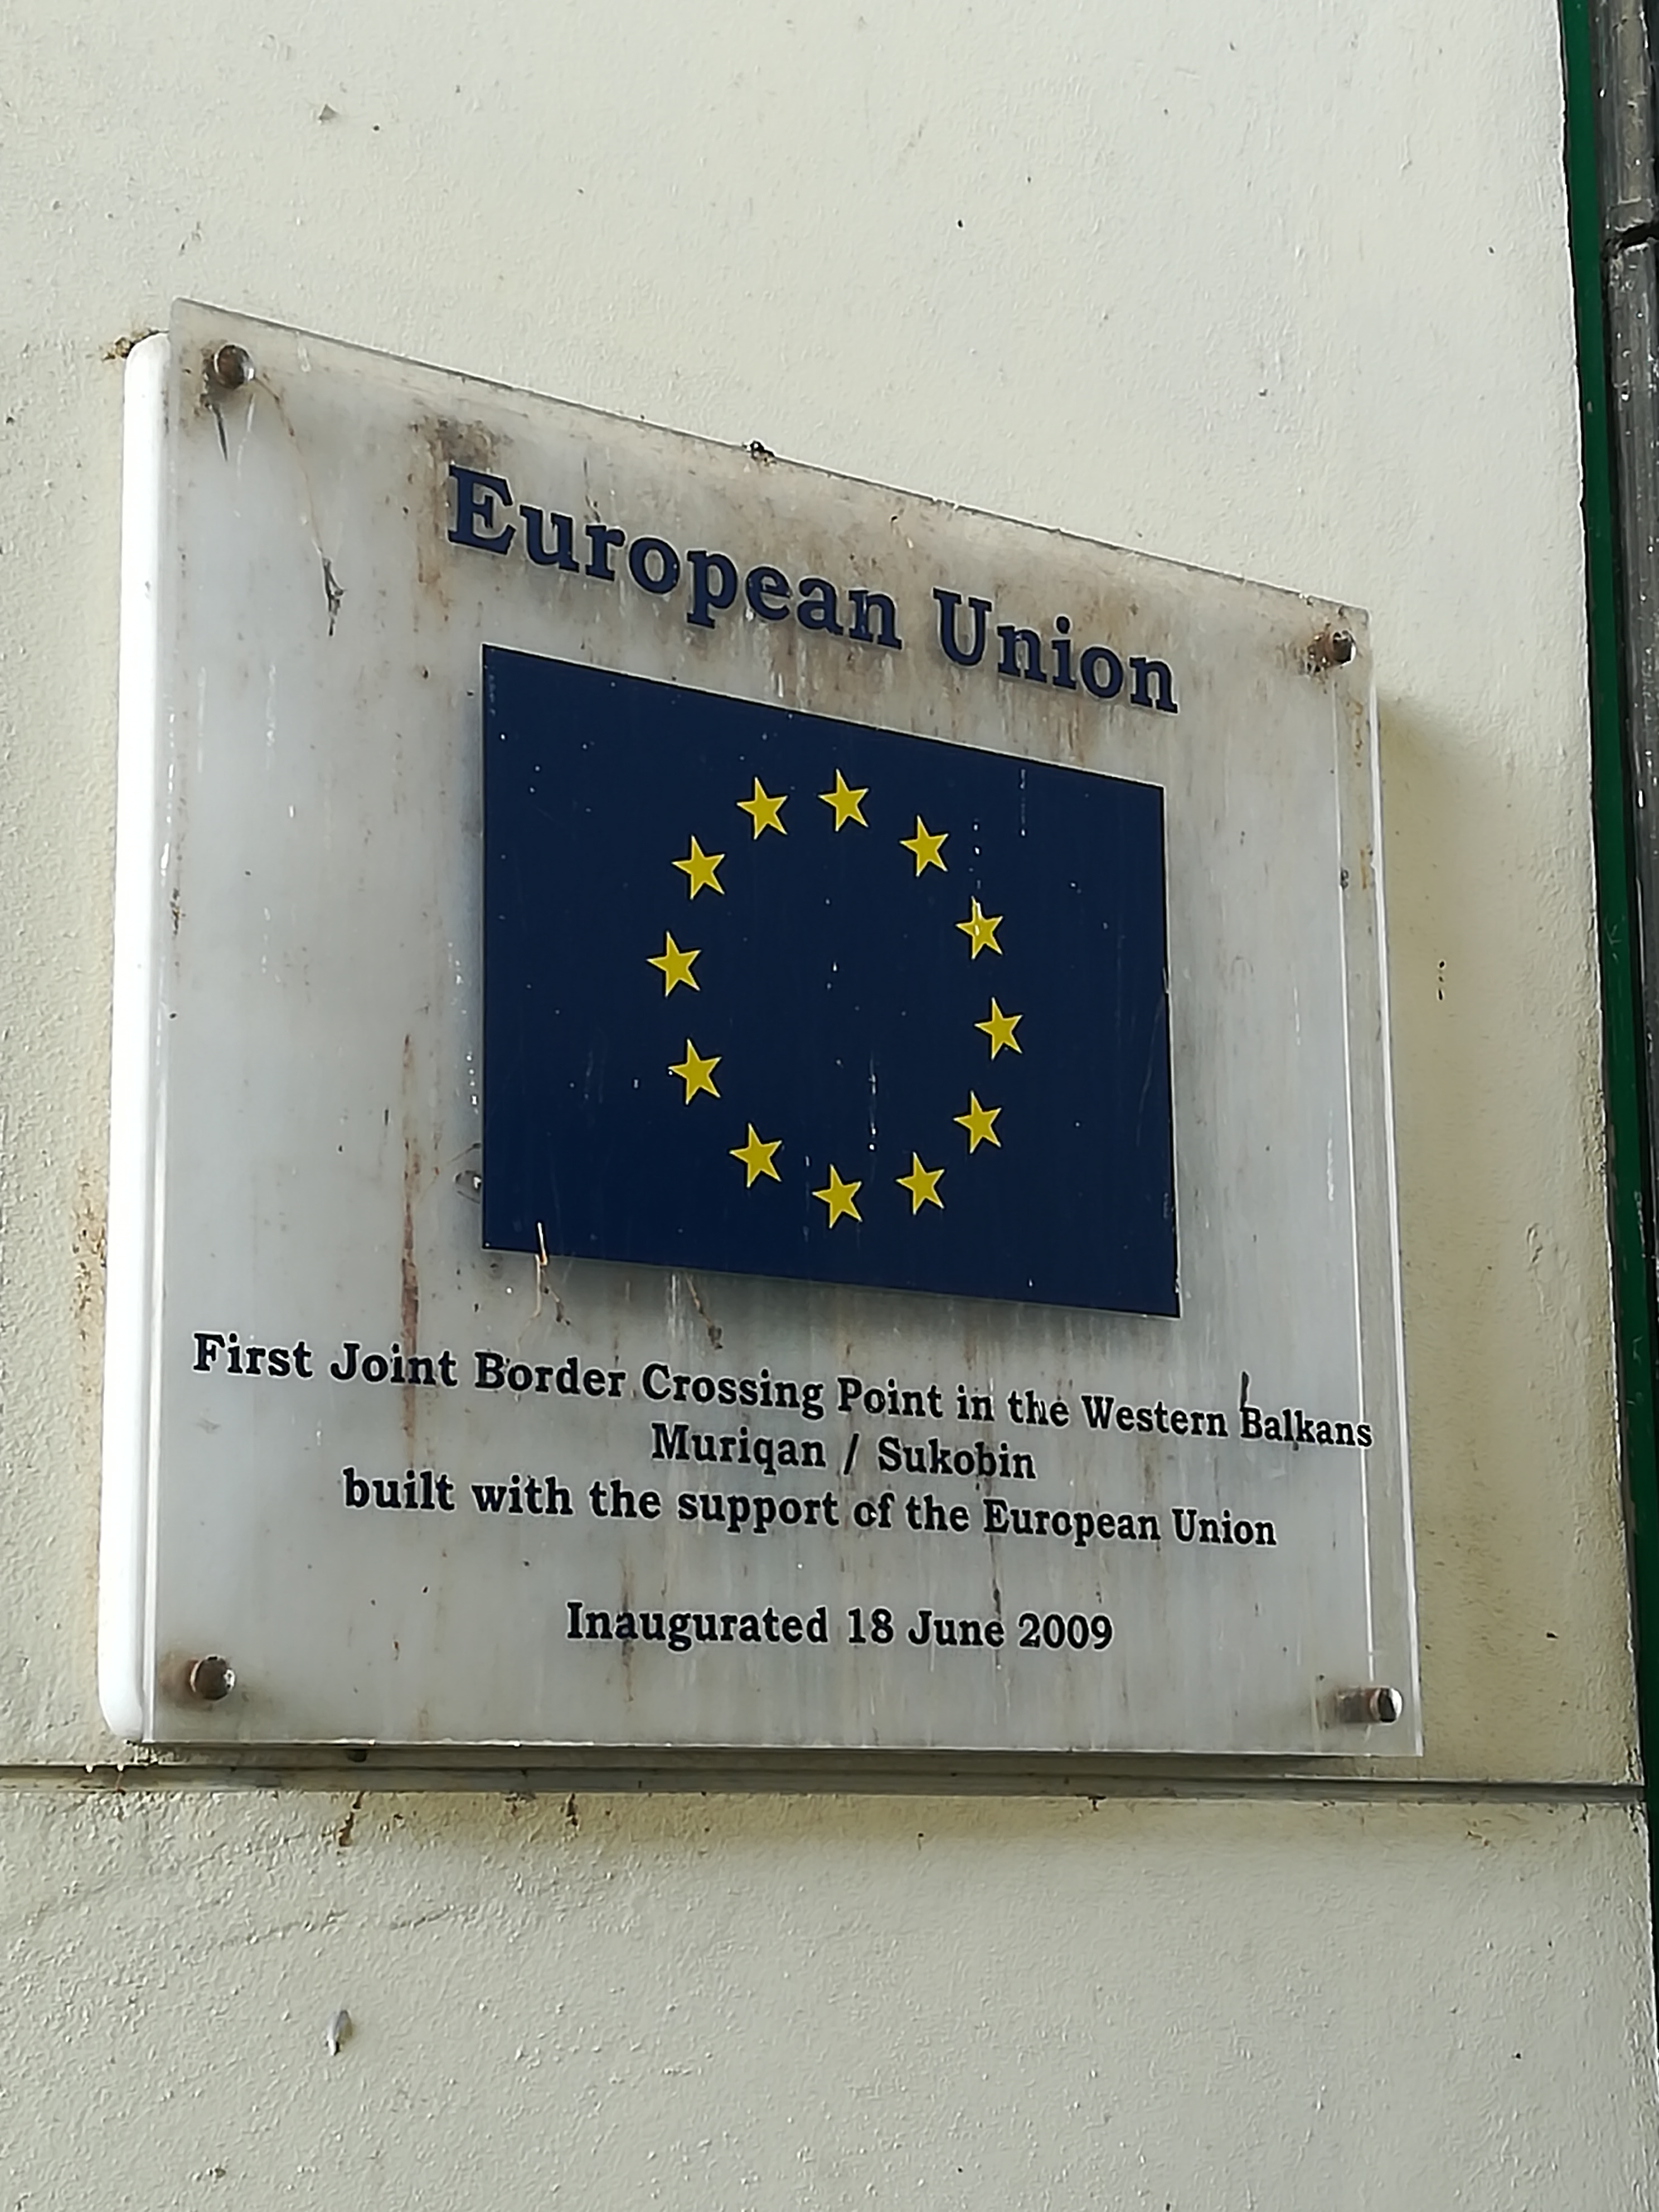 European Union
First Joint Border Crossing Point in the Western Balkans
Muriqan / Sukobin
built with the support of the European Union
Inaugurated 18 June 2009